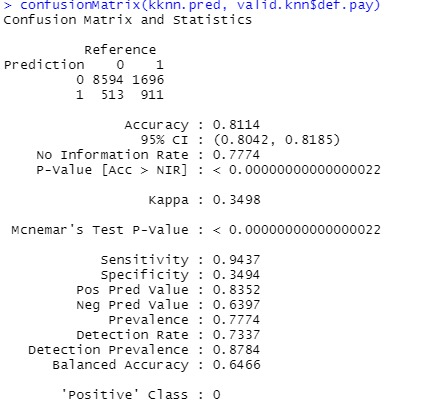 > confusionMatrix(kknn.pred, valid.knn$def.pay)
Confusion Matrix and Statistics
Reference
Prediction 0 1
0 8594 1696
1 513 911
Accuracy : 0.8114
95% CI : (0.8042, 0.8185)
No Information Rate : 0.7774
P-Value [Acc > NIR] : < 0.00000000000000022
Kappa : 0.3498
Mcnemar's Test P-Value : < 0.00000000000000022
Sensitivity : 0.9437
Specificity : 0.3494
Pos Pred Value : 0.8352
Neg Pred Value : 0.6397
Prevalence : 0.7774
Detection Rate : 0.7337
Detection Prevalence : 0.8784
Balanced Accuracy : 0.6466
'Positive' Class : 0